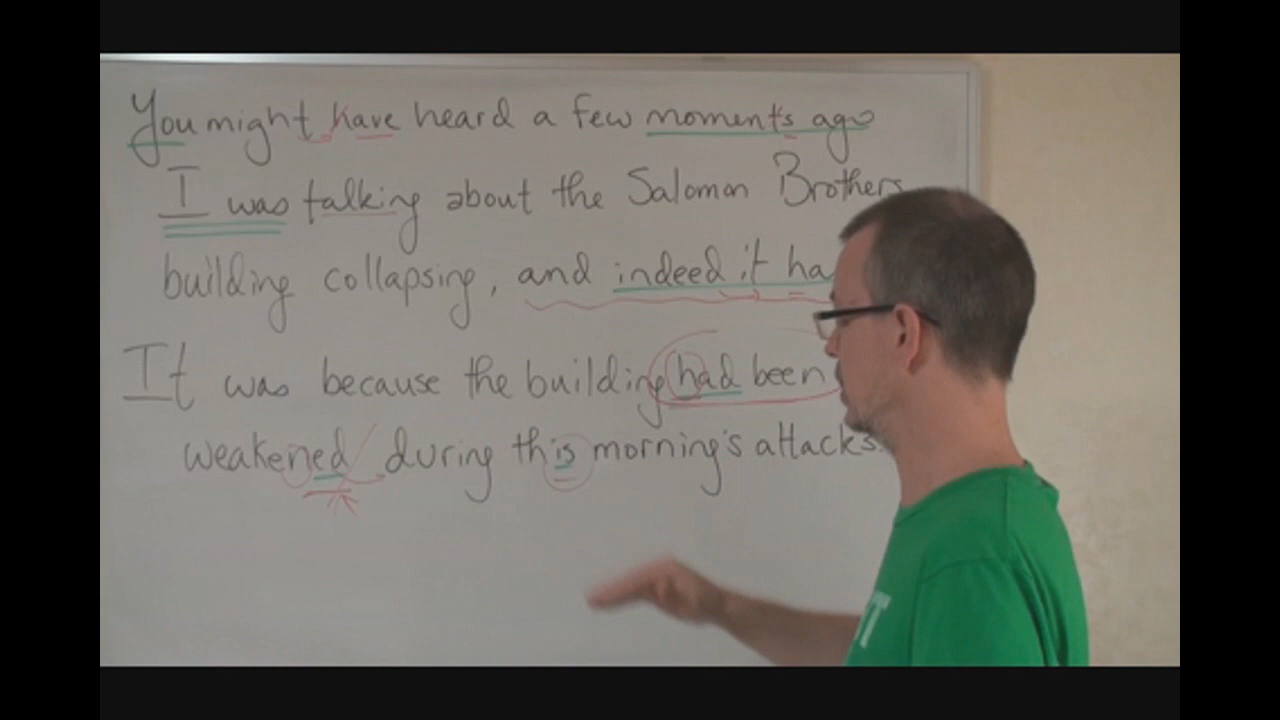 You might have heard a few moments ago
I was talking about the Salomon Brothers
building collapsing, and indeed it ha
It was because the building had been
weakened during this morning's attacks.
T